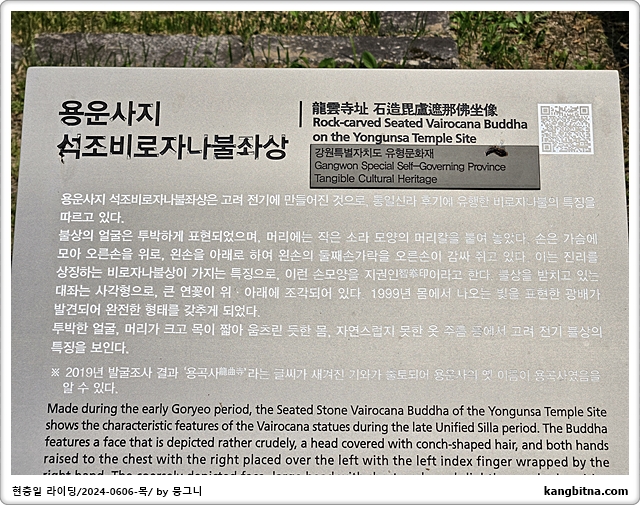 용운사지
석조비로자나불좌상
龍雲寺址 石造毘盧遮那佛坐像
Rock-carved Seated Vairocana Buddha
on the Yongunsa Temple Site
강원특별자치도 유형문화재
Gangwon Special Self-Governing Province
Tangible Cultural Heritage
용운사지 석조비로자나불좌상은 고려 전기에 만들어진 것으로, 통일신라 후기에 유행한 비로자나불의 특징을
따르고 있다.
불상의 얼굴은 투박하게 표현되었으며, 머리에는 작은 소라 모양의 머리칼을 붙여 놓았다. 손은 가슴에
모아 오른손을 위로, 왼손을 아래로 하여 왼손의 둘째손가락을 오른손이 감싸 쥐고 있다. 이는 진리를
상징하는 비로자나불상이 가지는 특징으로, 이런 손모양을 지권인智拳印이라고 한다. 불상을 받치고 있는
대좌는 사각형으로, 큰 연꽃이 위·아래에 조각되어 있다. 1999년 몸에서 나오는 빛을 표현한 광배가
발견되어 완전한 형태를 갖추게 되었다.
투박한 얼굴, 머리가 크고 목이 짧아 움츠린 듯한 몸, 자연스럽지 못한 옷 주름 등에서 고려 전기 불상의
특징을 보인다.
※ 2019년 발굴조사 결과 '용곡사龍曲寺'라는 글씨가 새겨진 기와가 출토되어 용운사의 옛 이름이 용곡사였음을
알 수 있다.
Made during the early Goryeo period, the Seated Stone Vairocana Buddha of the Yongunsa Temple Site
shows the characteristic features of the Vairocana statues during the late Unified Silla period. The Buddha
features a face that is depicted rather crudely, a head covered with conch-shaped hair, and both hands
raised to the chest with the right placed over the left with the left index finger wrapped by the
right hand. The coarsely depicted face, large head with
현충일 라이딩/2024-0606-목/ by 뭉그니
kangbitna.com